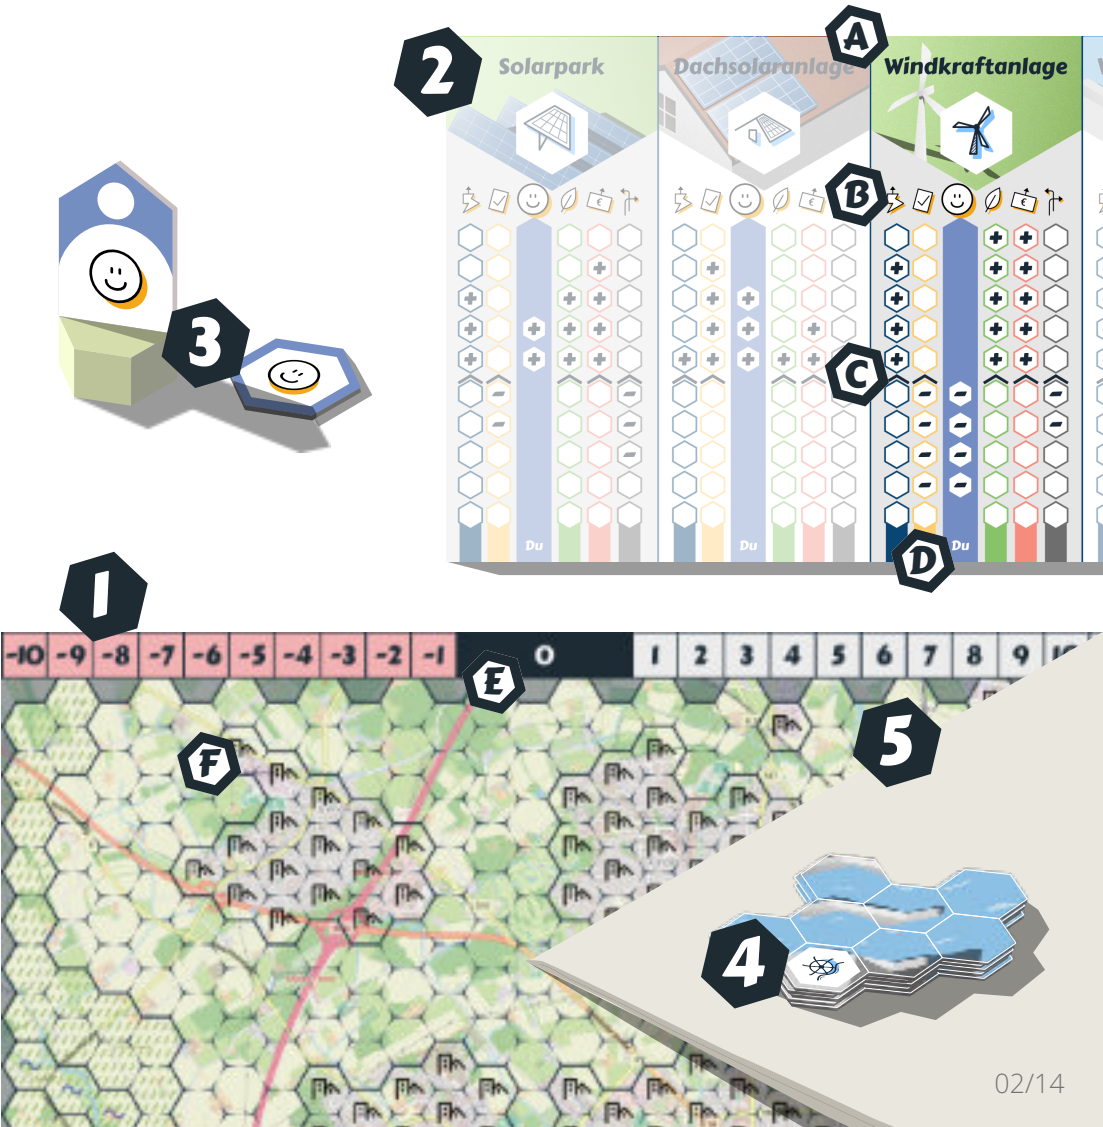 2
Solarpark
Dachsolaranlage
A
Windkraftanlage
B
€ € €
3
C
Du Du Du
D
1
-10 -9 -8 -7 -6 -5 -4 -3 -2 -1 0 1 2 3 4 5 6 7 8 9 10
E
5
F
4
02/14